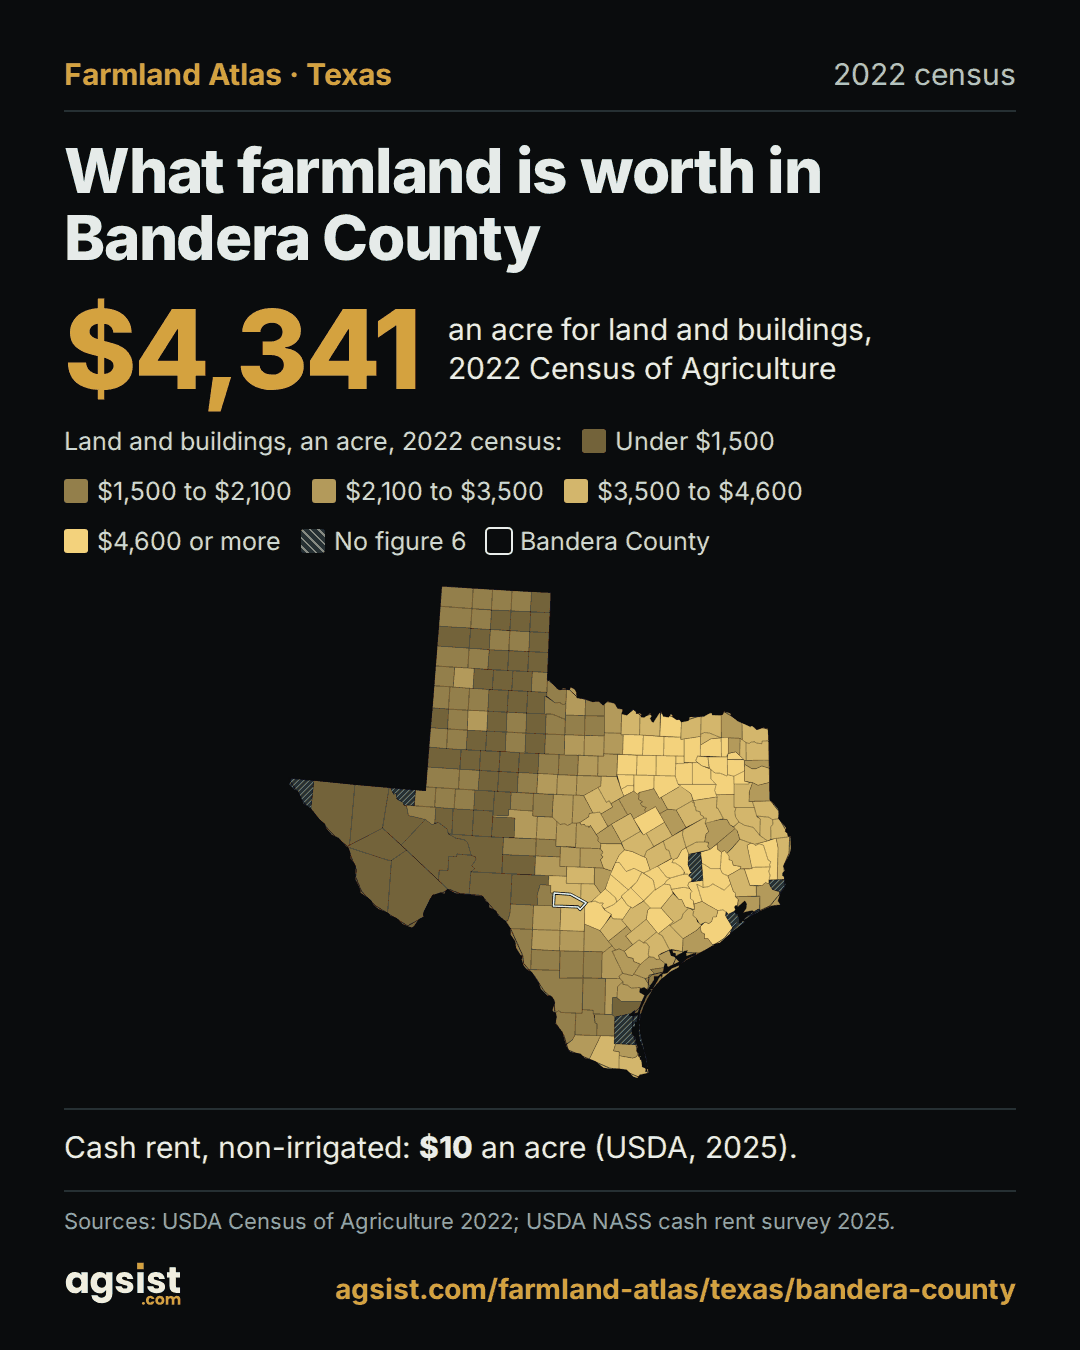 Farmland Atlas · Texas
2022 census
What farmland is worth in
Bandera County
$4,341
an acre for land and buildings,
2022 Census of Agriculture
Land and buildings, an acre, 2022 census: Under $1,500
$1,500 to $2,100 $2,100 to $3,500 $3,500 to $4,600
$4,600 or more No figure 6 Bandera County
Cash rent, non-irrigated: $10 an acre (USDA, 2025).
Sources: USDA Census of Agriculture 2022; USDA NASS cash rent survey 2025.
agsist
.com
agsist.com/farmland-atlas/texas/bandera-county